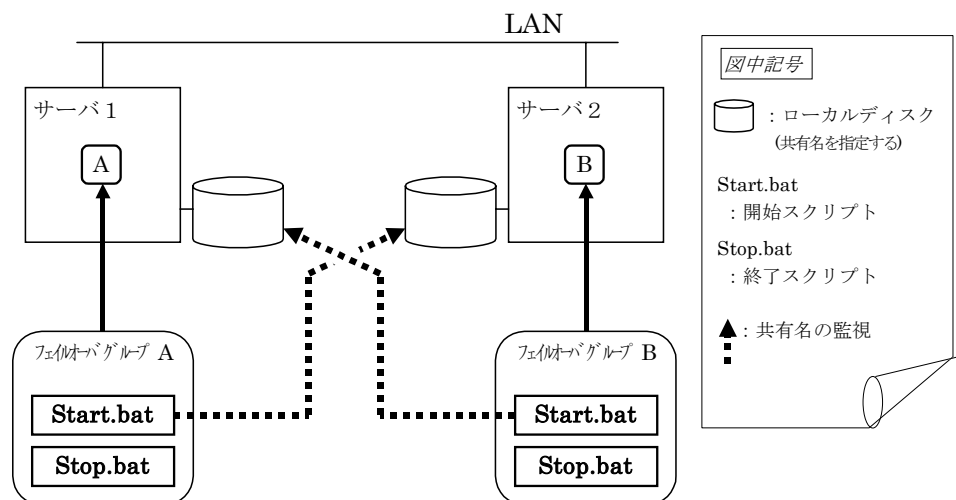 LAN
サーバ１
サーバ２
A
B
フェイルオーバグループ A
Start.bat
Stop.bat
フェイルオーバグループ B
Start.bat
Stop.bat
図中記号
：ローカルディスク
(共有名を指定する)
Start.bat
：開始スクリプト
Stop.bat
：終了スクリプト
：共有名の監視